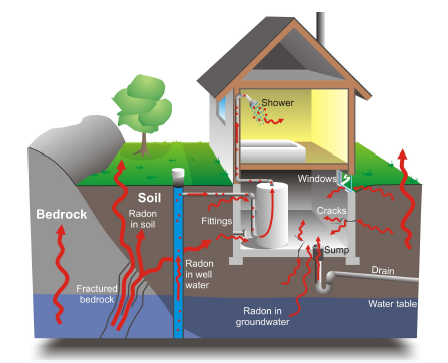 Shower
Windows
Soil
Bedrock
Radon
in soil
Fittings
Cracks
Sump
Radon
in well
water
Drain
Fractured
bedrock
Water table
Radon in
groundwater